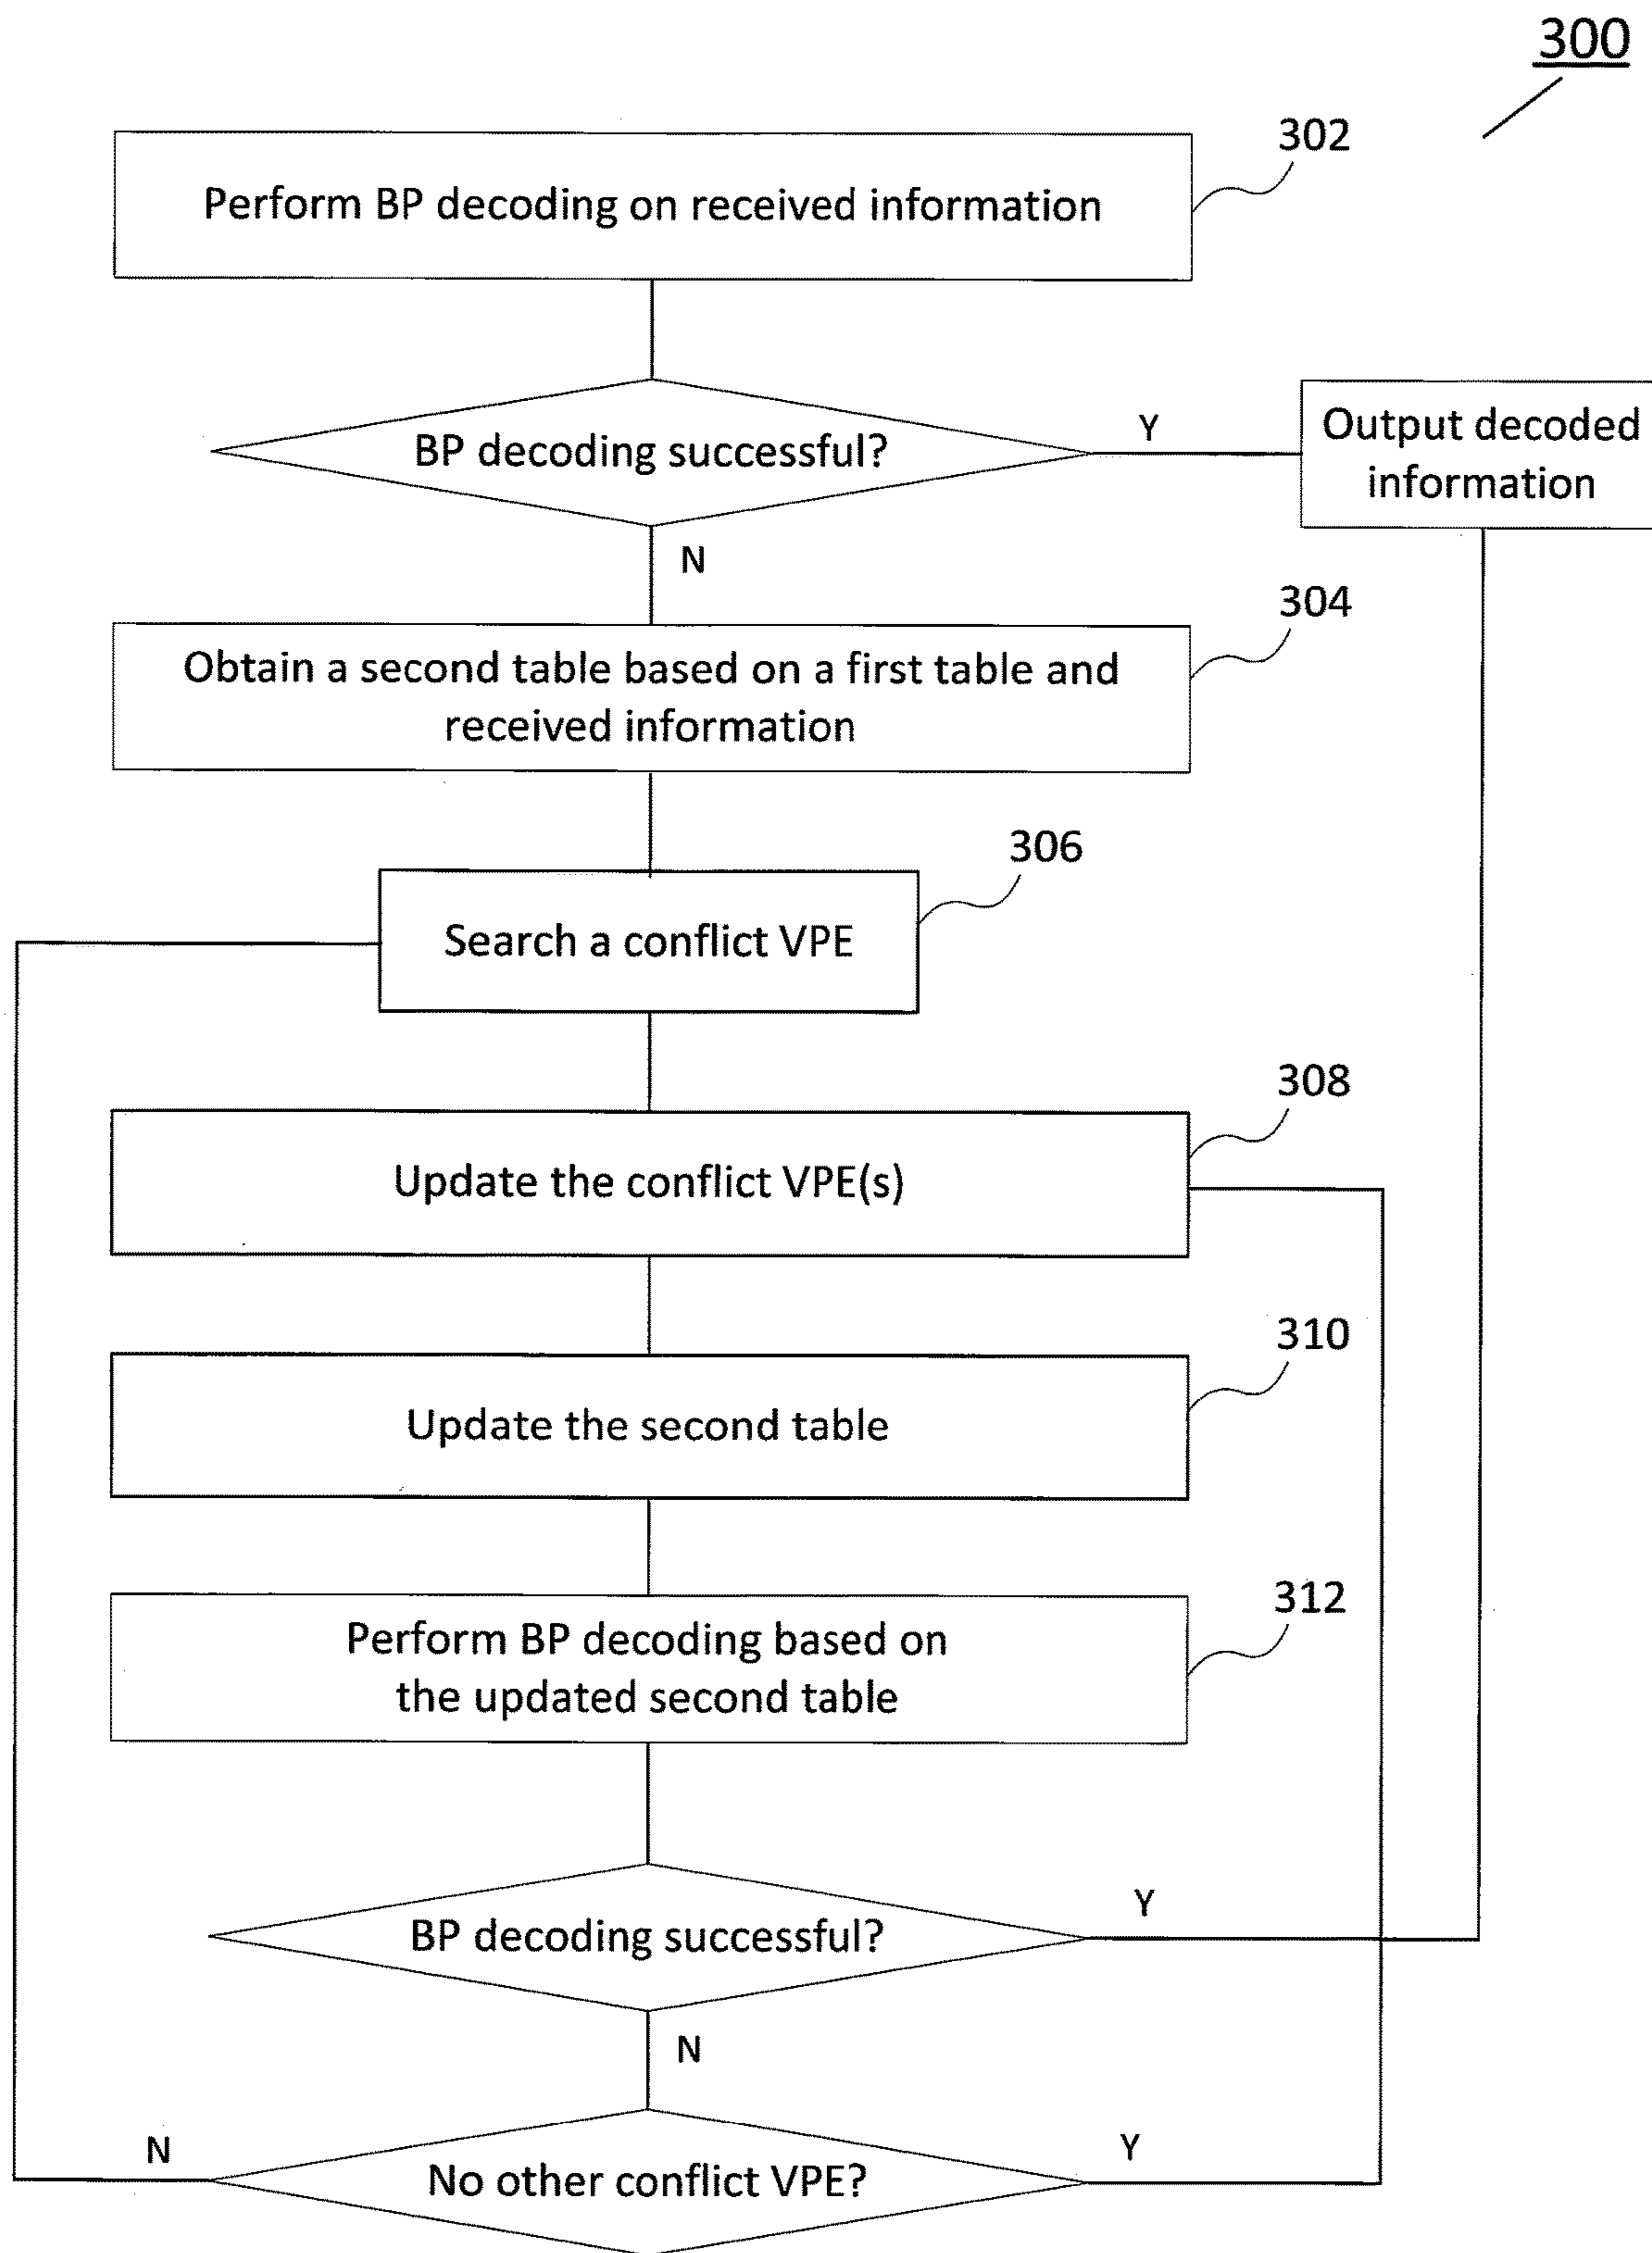 300
302
Perform BP decoding on received information
BP decoding successful?
Y
Output decoded
information
N
304
Obtain a second table based on a first table and
received information
306
Search a conflict VPE
308
Update the conflict VPE(s)
310
Update the second table
312
Perform BP decoding based on
the updated second table
BP decoding successful?
Y
N
N
No other conflict VPE?
Y